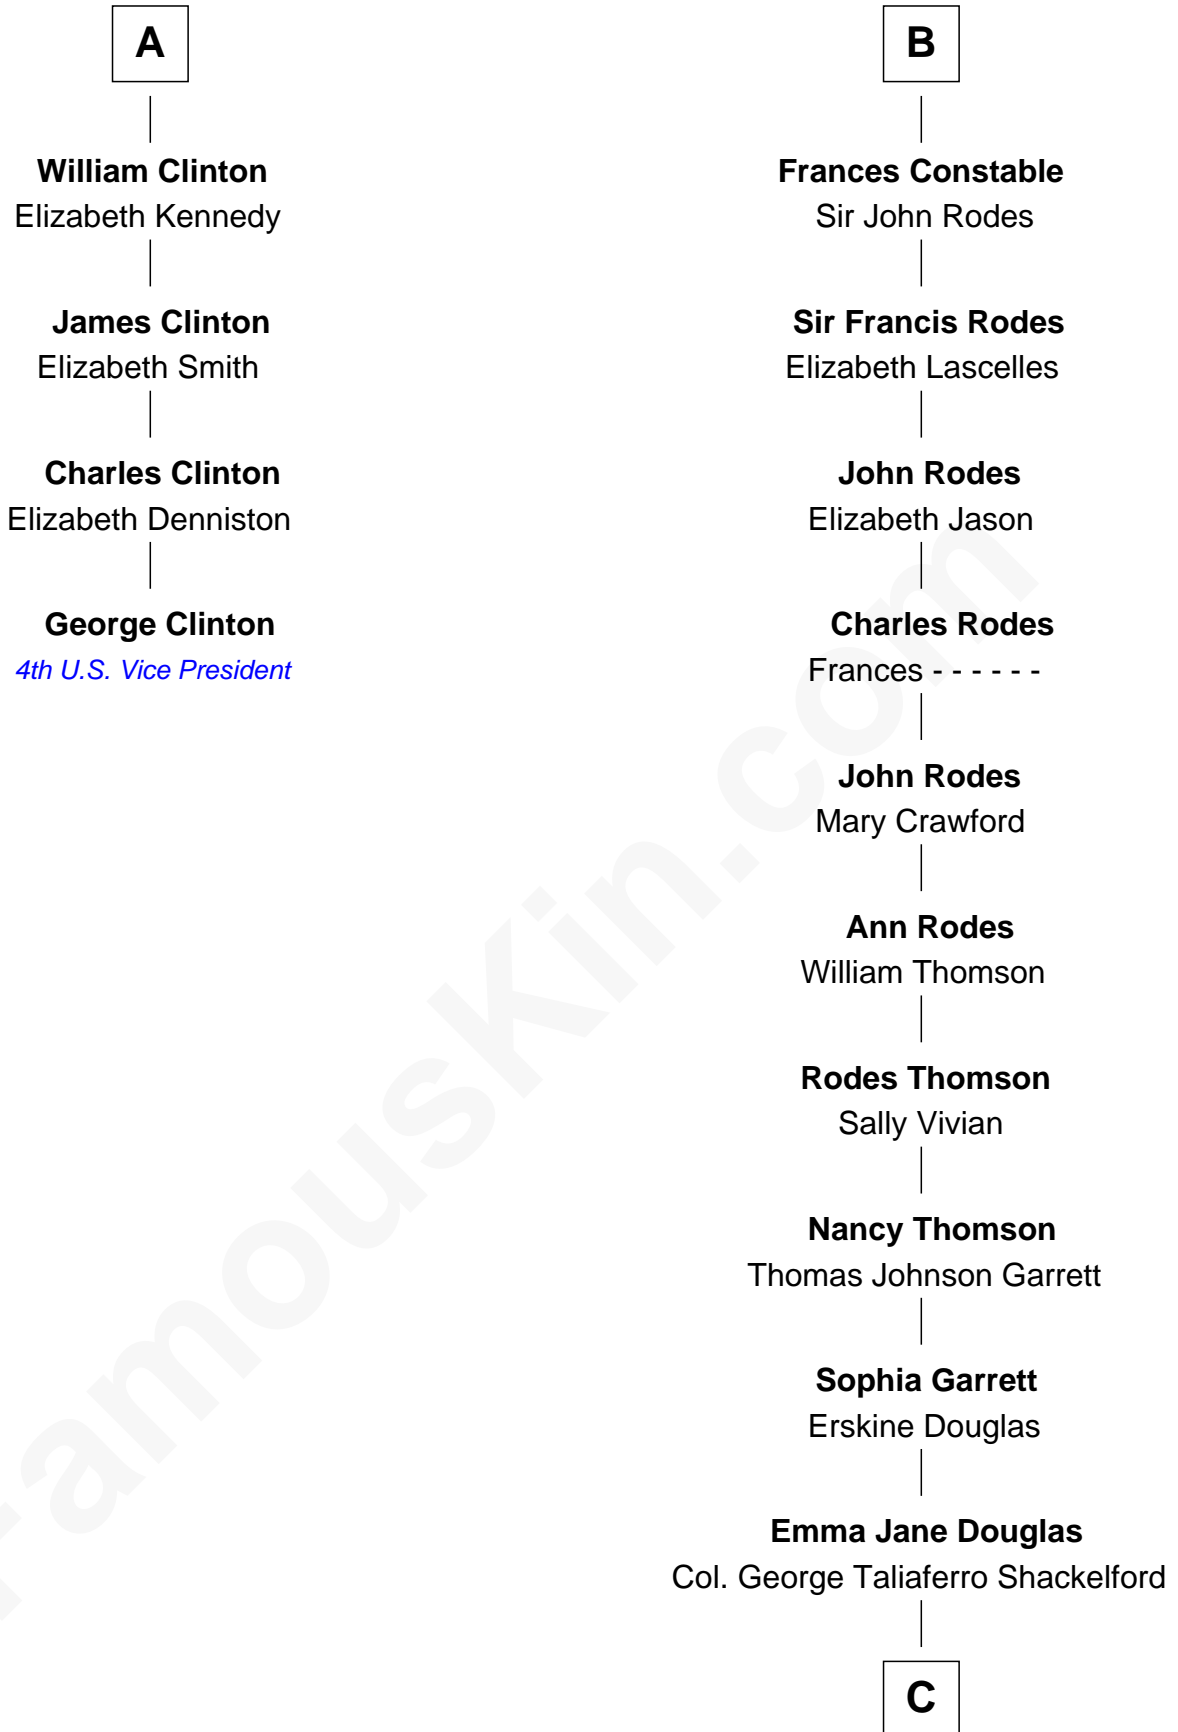 A
William Clinton
Elizabeth Kennedy
James Clinton
Elizabeth Smith
Charles Clinton
Elizabeth Denniston
George Clinton
4th U.S. Vice President
B
Frances Constable
Sir John Rodes
Sir Francis Rodes
Elizabeth Lascelles
John Rodes
Elizabeth Jason
Charles Rodes
Frances - - - - - -
John Rodes
Mary Crawford
Ann Rodes
William Thomson
Rodes Thomson
Sally Vivian
Nancy Thomson
Thomas Johnson Garrett
Sophia Garrett
Erskine Douglas
Emma Jane Douglas
Col. George Taliaferro Shackelford
C
FamousKin.com